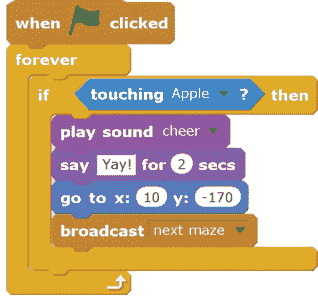 when clicked
forever
if touching Apple ? then
play sound cheer
say Yay! for 2 secs
go to x: 10 y: -170
broadcast next maze